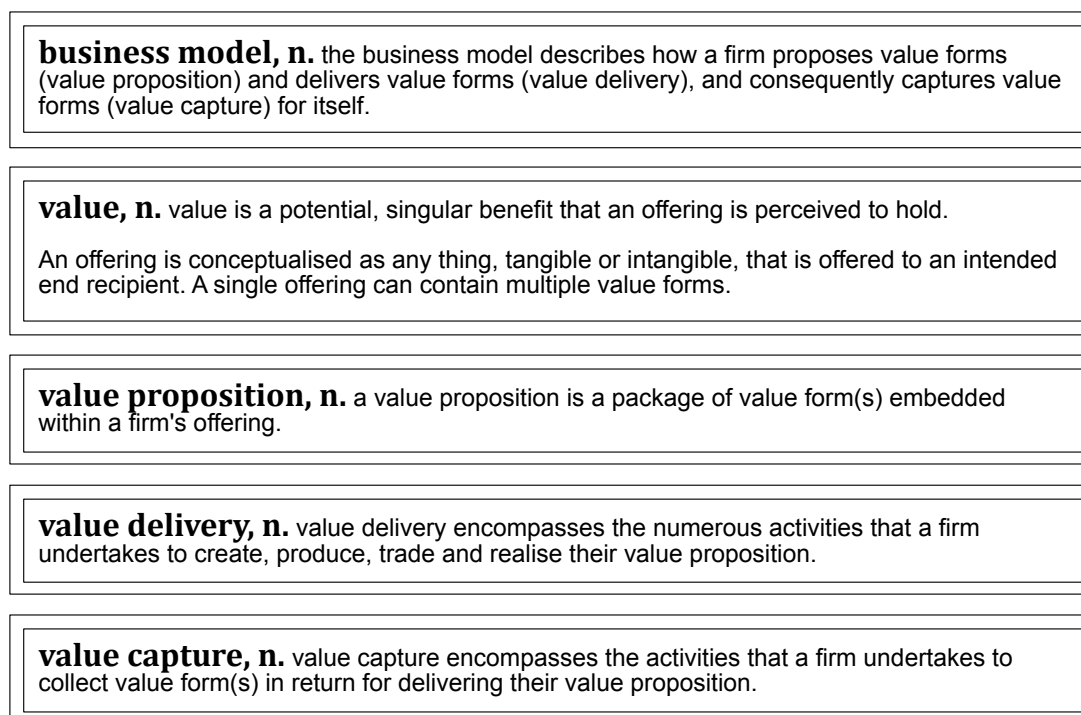 business model, n. the business model describes how a firm proposes value forms
(value proposition) and delivers value forms (value delivery), and consequently captures value
forms (value capture) for itself.
value, n. value is a potential, singular benefit that an offering is perceived to hold.
An offering is conceptualised as any thing, tangible or intangible, that is offered to an intended
end recipient. A single offering can contain multiple value forms.
value proposition, n. a value proposition is a package of value form(s) embedded
within a firm's offering.
value delivery, n. value delivery encompasses the numerous activities that a firm
undertakes to create, produce, trade and realise their value proposition.
value capture, n. value capture encompasses the activities that a firm undertakes to
collect value form(s) in return for delivering their value proposition.